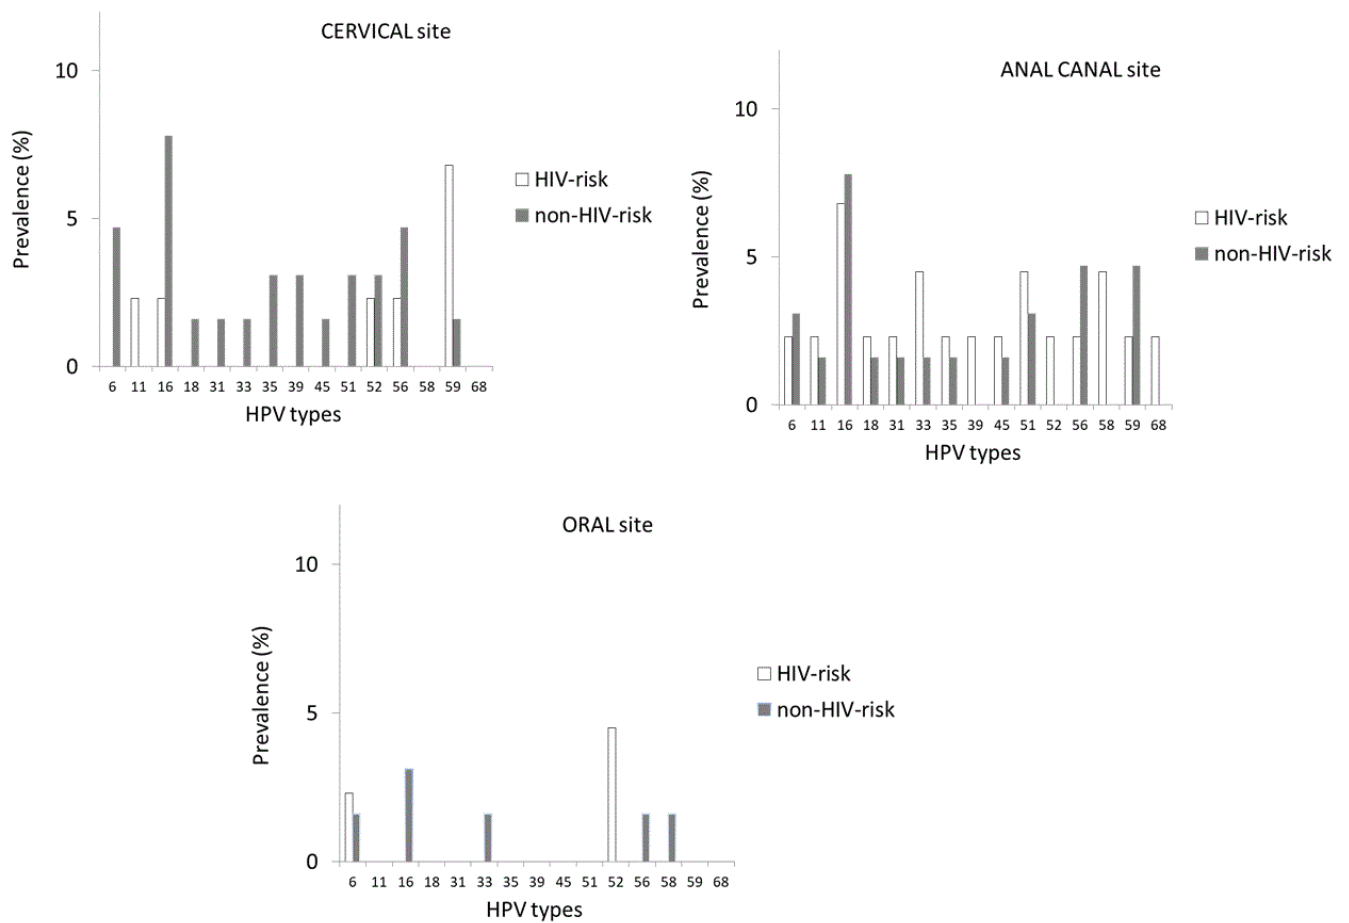 CERVICAL site
10
5
0
Prevalence (%)
6 11 16 18 31 33 35 39 45 51 52 56 58 59 68
HPV types
HIV-risk
non-HIV-risk
ANAL CANAL site
10
5
0
Prevalence (%)
6 11 16 18 31 33 35 39 45 51 52 56 58 59 68
HPV types
HIV-risk
non-HIV-risk
ORAL site
10
5
0
Prevalence (%)
6 11 16 18 31 33 35 39 45 51 52 56 58 59 68
HPV types
HIV-risk
non-HIV-risk